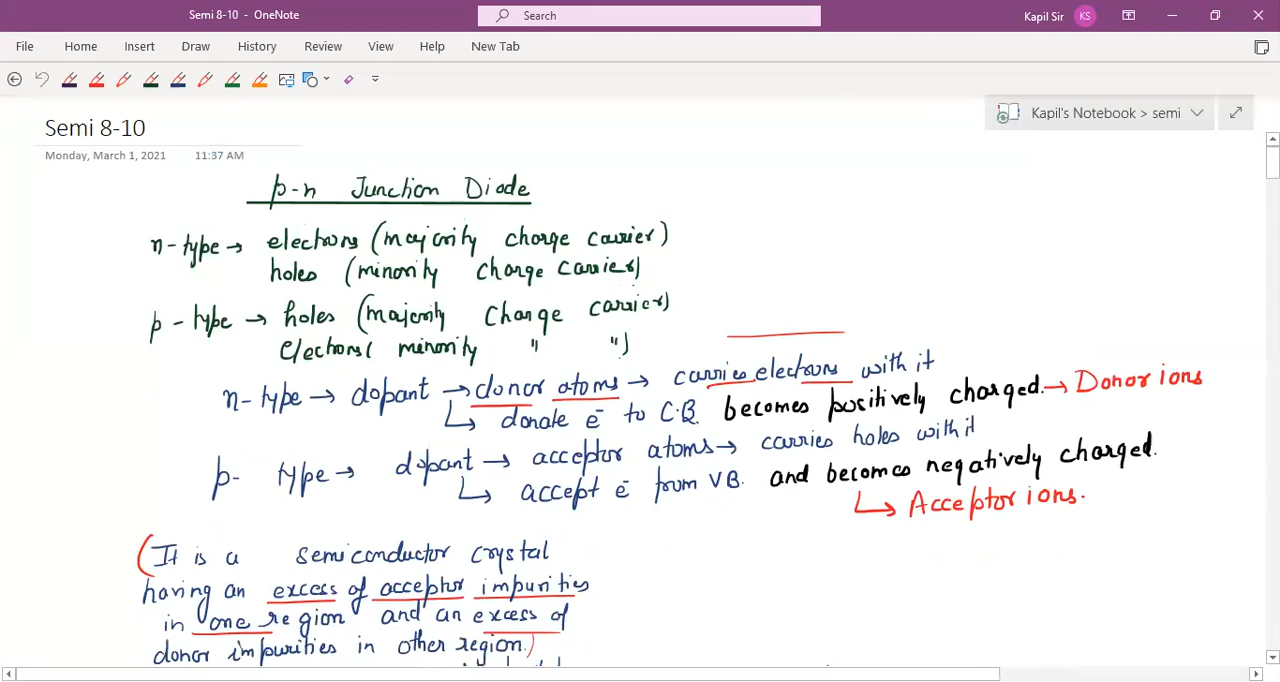 Semi 8-10 - OneNote
Search
Kapil Sir KS
File Home Insert Draw History Review View Help New Tab
Kapil's Notebook > semi
Semi 8-10
Monday, March 1, 2021 11:37 AM
p-n Junction Diode
n-type → electrons (majority charge carrier)
holes (minority charge carrier)
p-type → holes (majority charge carrier)
electrons( minority " ")
n-type → dopant → donor atoms → carries electrons with it
↳ donate e⁻ to C.B. becomes positively charged. → Donor ions
p- type → dopant → acceptor atoms → carries holes with it
↳ accept e⁻ from VB. and becomes negatively charged.
↳ Acceptor ions.
(It is a semiconductor crystal
having an excess of acceptor impurities
in one region and an excess of
donor impurities in other region.)